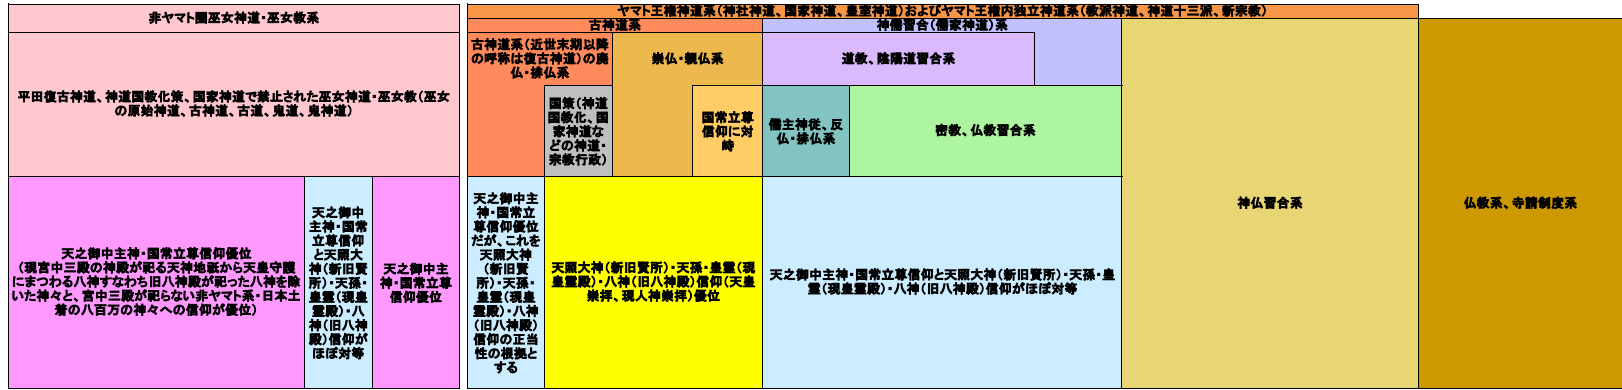 非ヤマト圏巫女神道・巫女教系
平田復古神道、神道国教化策、国家神道で禁止された巫女神道・巫女教（巫女
の原始神道、古神道、古道、鬼道、鬼神道）
天之御中主神・国常立尊信仰優位
（現宮中三殿の神殿が祀る天神地祇から天皇守護
にまつわる八神すなわち旧八神殿が祀った八神を除
いた神々と、宮中三殿が祀らない非ヤマト系・日本土
着の八百万の神々への信仰が優位）
天之御中
主神・国常
立尊信仰
と天照大
神（新旧賢
所）・天孫・
皇霊（現皇
霊殿）・八
神（旧八神
殿）信仰が
ほぼ対等
天之御中主
神・国常立尊
信仰優位
ヤマト王権神道系（神社神道、国家神道、皇室神道）およびヤマト王権内独立神道系（教派神道、神道十三派、新宗教）
古神道系
神儒習合（儒家神道）系
古神道系（近世末期以降
の呼称は復古神道）の廃
仏・排仏系
崇仏・親仏系
道教、陰陽道習合系
国策（神道
国教化、国
家神道な
どの神道・
宗教行政）
国常立尊
信仰に対
峙
儒主神従、反
仏・排仏系
密教、仏教習合系
天之御中主
神・国常立
尊信仰優位
だが、これを
天照大神
（新旧賢
所）・天孫・
皇霊（現皇
霊殿）・八神
（旧八神殿）
信仰の正当
性の根拠と
する
天照大神（新旧賢所）・天孫・皇霊（現
皇霊殿）・八神（旧八神殿）信仰（天皇
崇拝、現人神崇拝）優位
天之御中主神・国常立尊信仰と天照大神（新旧賢所）・天孫・皇
霊（現皇霊殿）・八神（旧八神殿）信仰がほぼ対等
神仏習合系
仏教系、寺請制度系